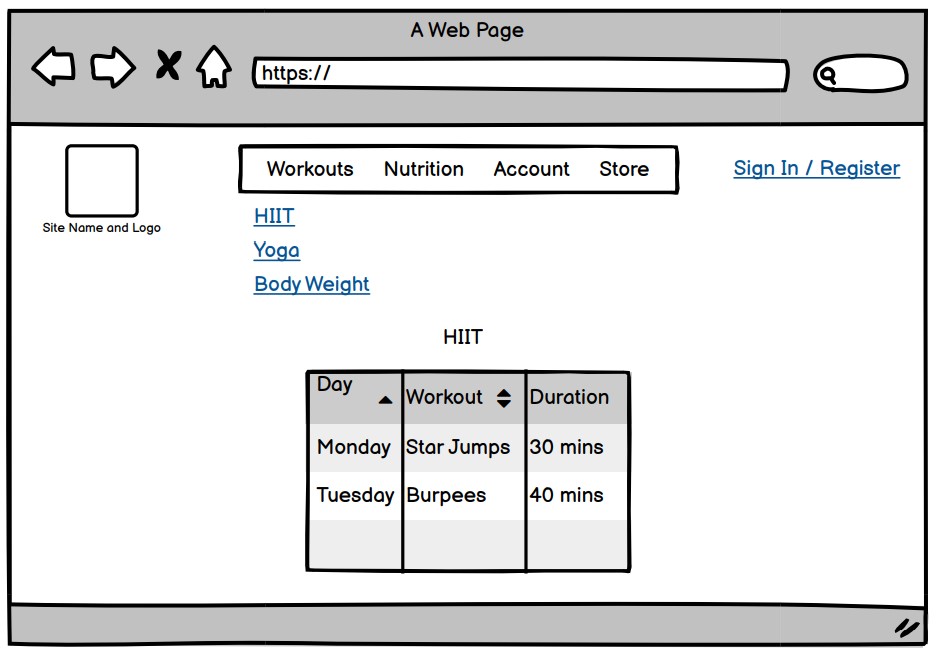 A Web Page
https://
Workouts Nutrition Account Store
Sign In / Register
Site Name and Logo
HIIT
Yoga
Body Weight
HIIT
Day Workout Duration
Monday Star Jumps 30 mins
Tuesday Burpees 40 mins